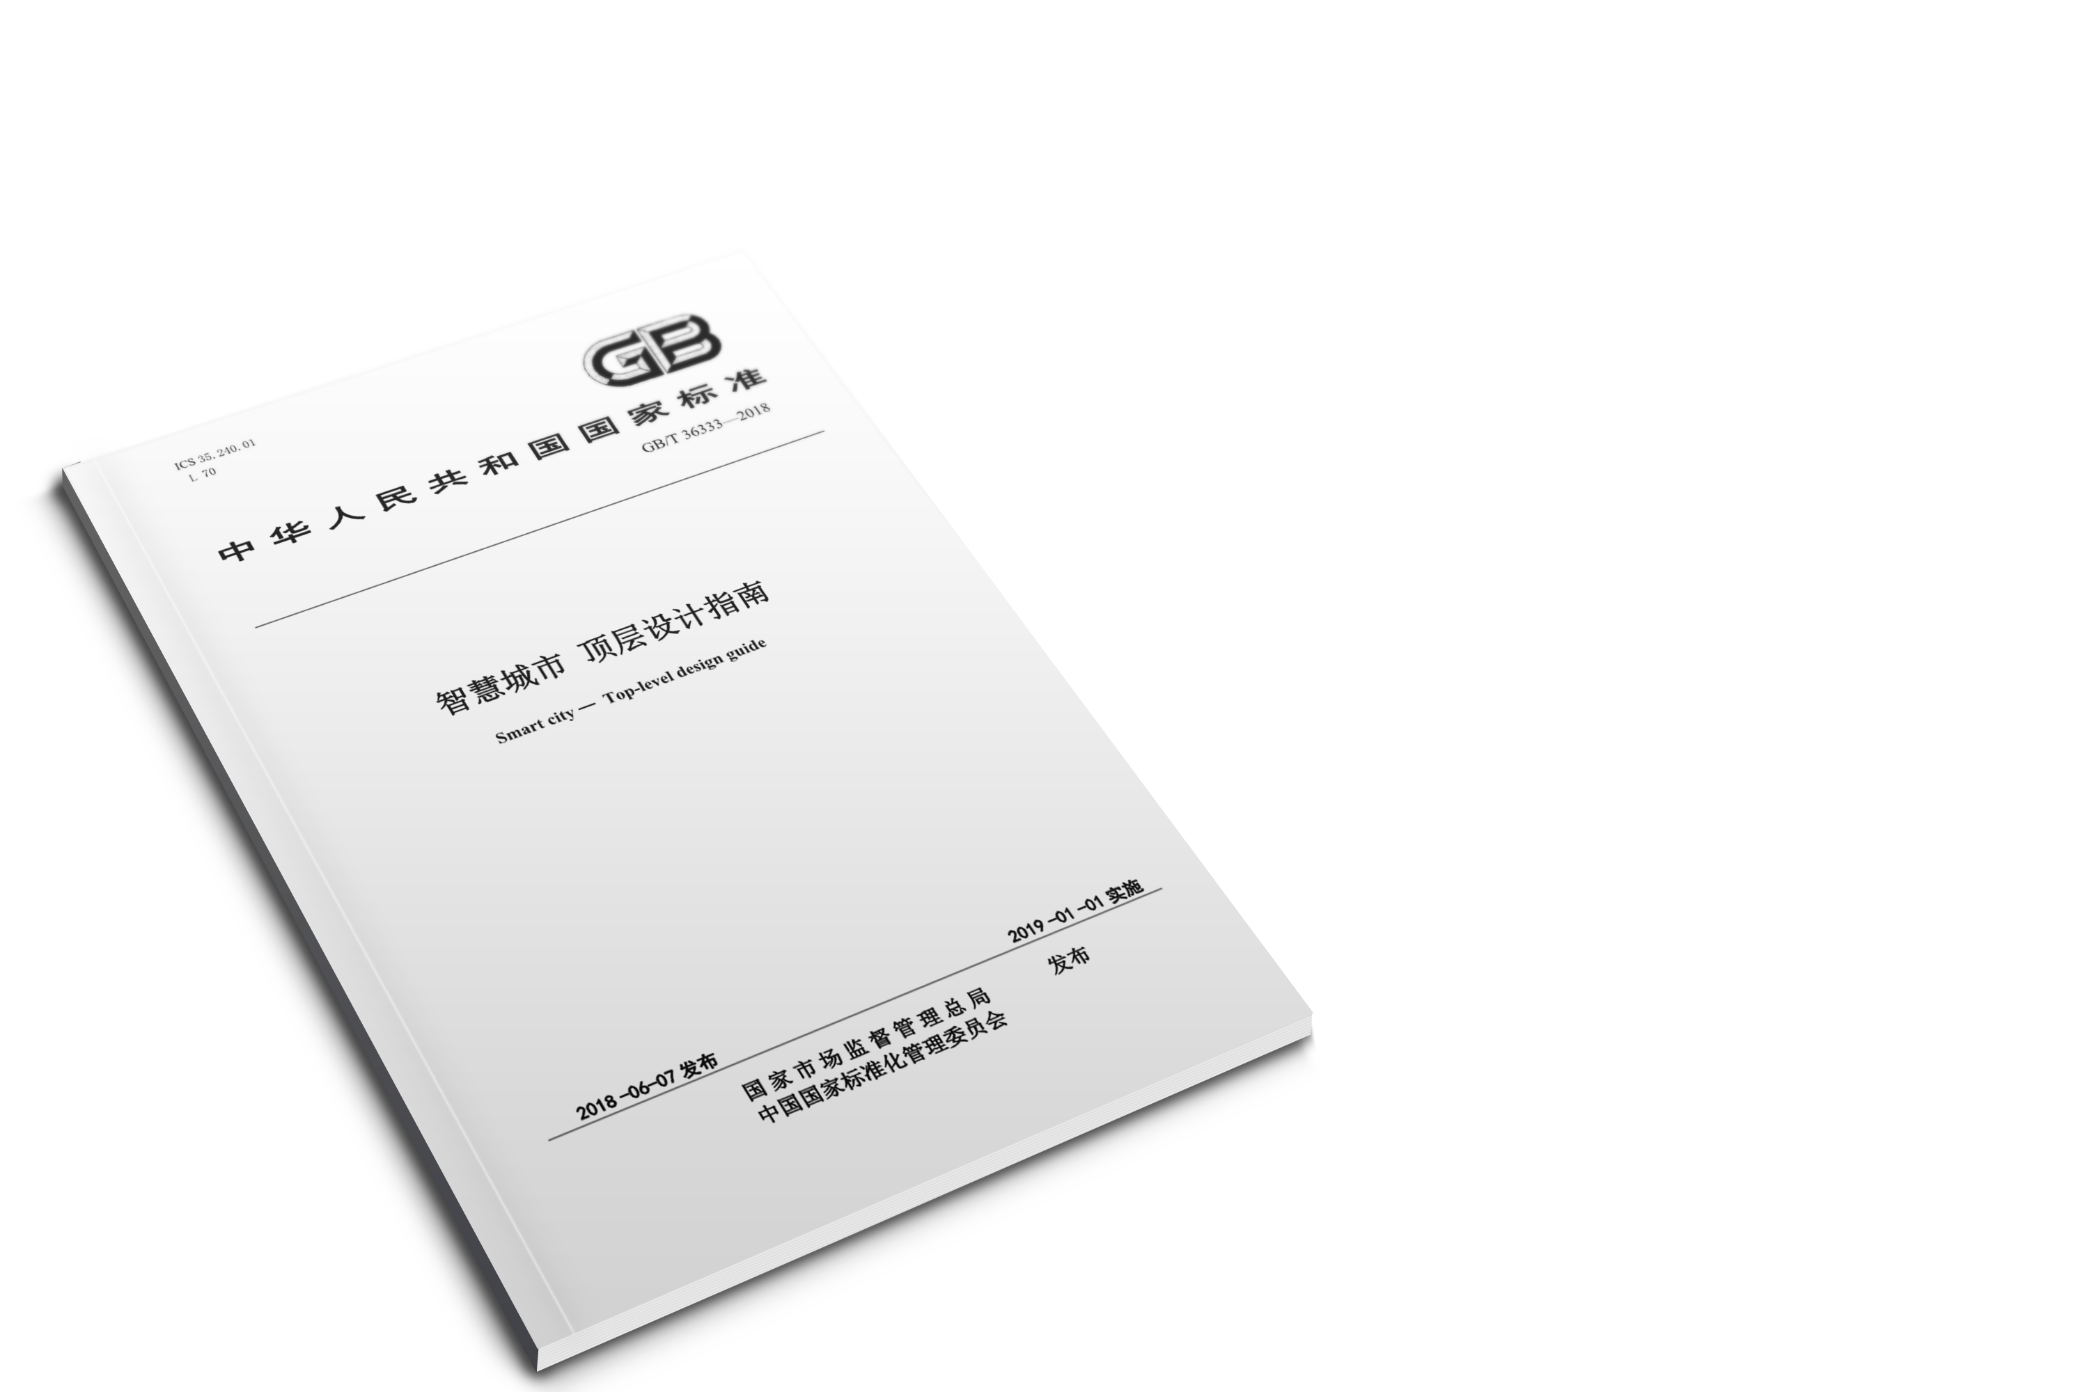 GB
ICS 35.240.01
L 70
中华人民共和国国家标准
GB/T 36333—2018
智慧城市 顶层设计指南
Smart city — Top-level design guide
2018-06-07 发布
2019-01-01 实施
国家市场监督管理总局
中国国家标准化管理委员会
发布